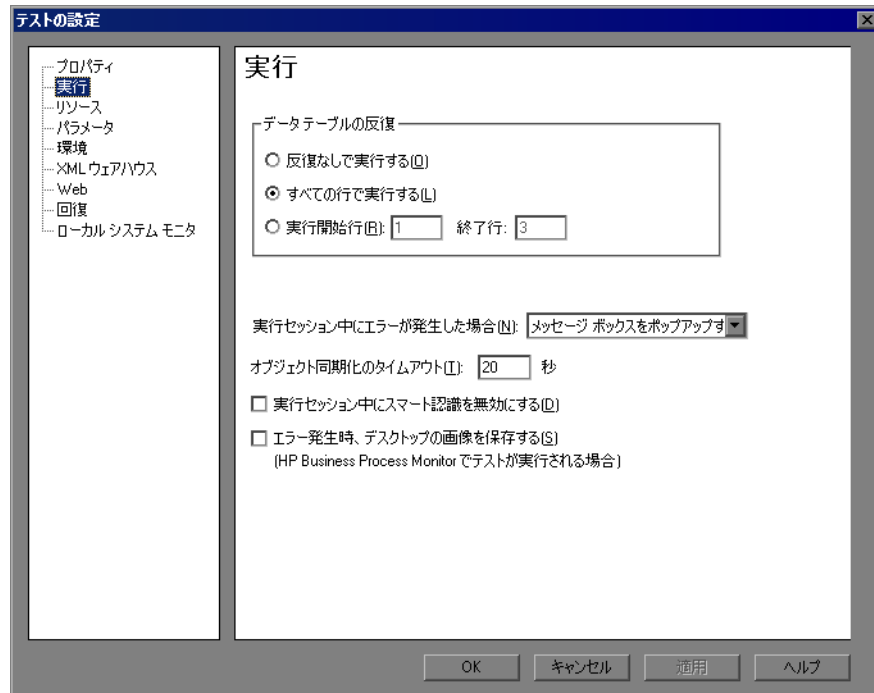 テストの設定
プロパティ
実行
リソース
パラメータ
環境
XML ウェアハウス
Web
回復
ローカル システム モニタ
実行
データ テーブルの反復
反復なしで実行する(O)
すべての行で実行する(L)
実行開始行(R): 1 終了行: 3
実行セッション中にエラーが発生した場合(N): メッセージ ボックスをポップアップす
オブジェクト同期化のタイムアウト(T): 20 秒
実行セッション中にスマート認識を無効にする(D)
エラー発生時、デスクトップの画像を保存する(S)
(HP Business Process Monitor でテストが実行される場合)
OK キャンセル 適用 ヘルプ